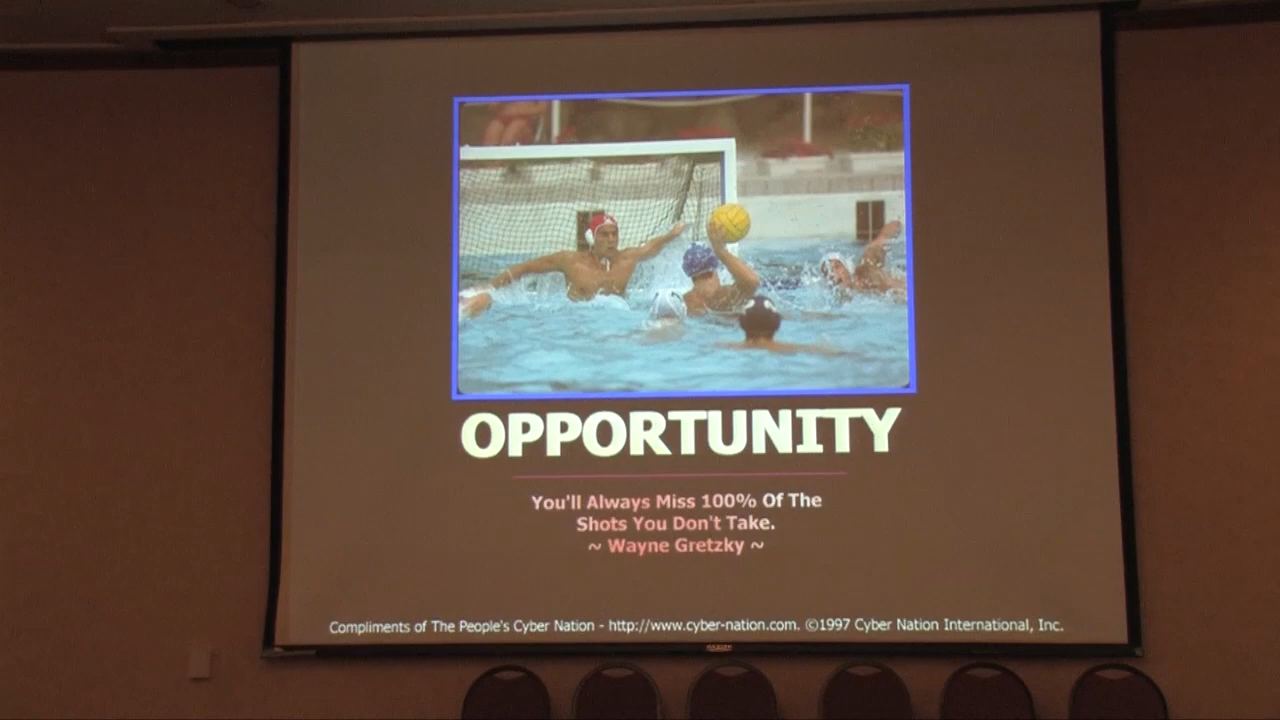 OPPORTUNITY
You'll Always Miss 100% Of The
Shots You Don't Take.
~ Wayne Gretzky ~
Compliments of The People's Cyber Nation - http://www.cyber-nation.com. ©1997 Cyber Nation International, Inc.